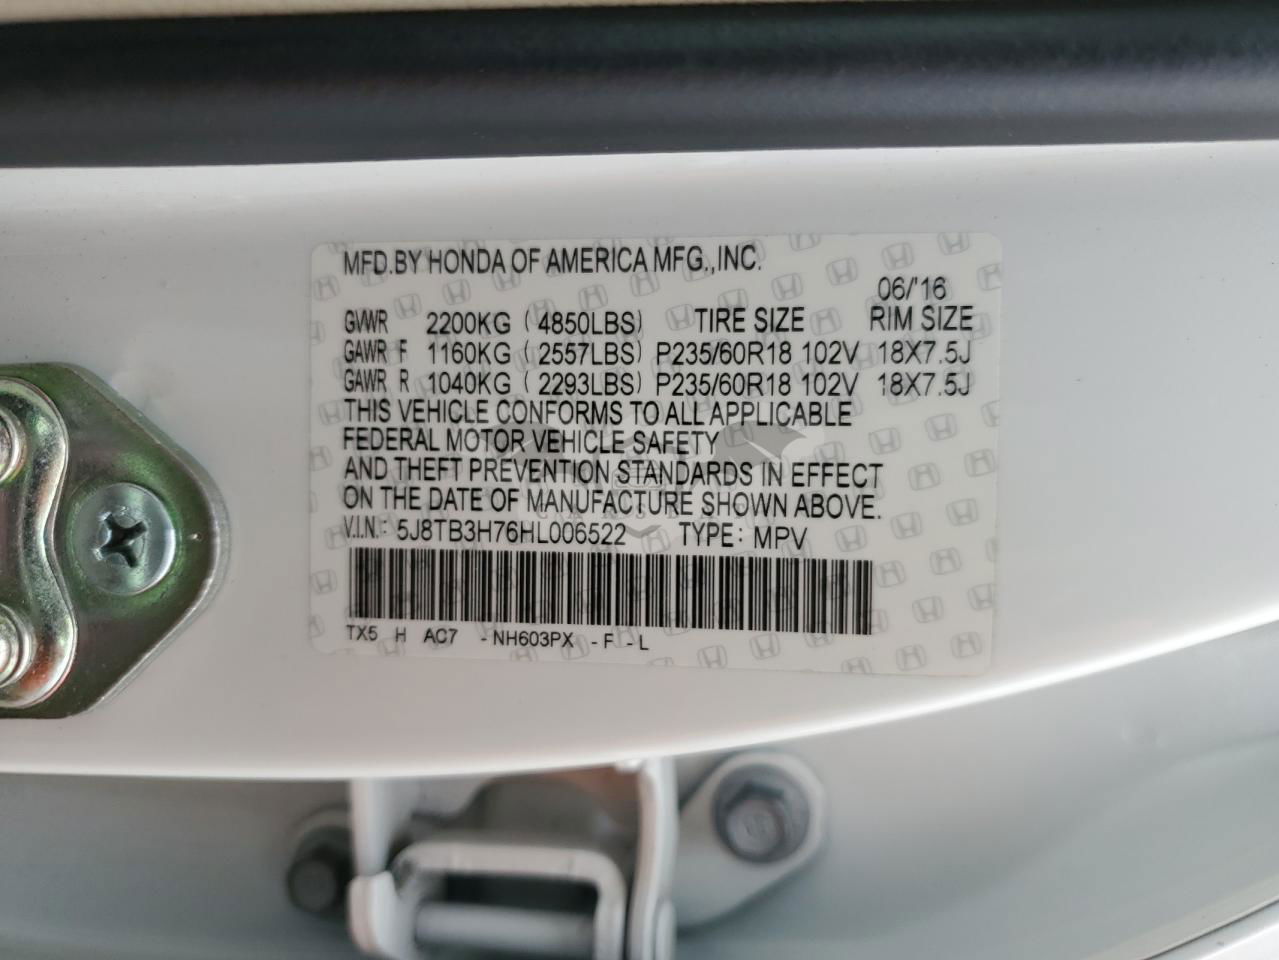 MFD.BY HONDA OF AMERICA MFG.,INC.
06/'16
GVWR 2200KG (4850LBS) TIRE SIZE RIM SIZE
GAWR F 1160KG (2557LBS) P235/60R18 102V 18X7.5J
GAWR R 1040KG (2293LBS) P235/60R18 102V 18X7.5J
THIS VEHICLE CONFORMS TO ALL APPLICABLE
FEDERAL MOTOR VEHICLE SAFETY
AND THEFT PREVENTION STANDARDS IN EFFECT
ON THE DATE OF MANUFACTURE SHOWN ABOVE.
V.I.N.: 5J8TB3H76HL006522 TYPE: MPV
TX5 H AC7 -NH603PX -F -L